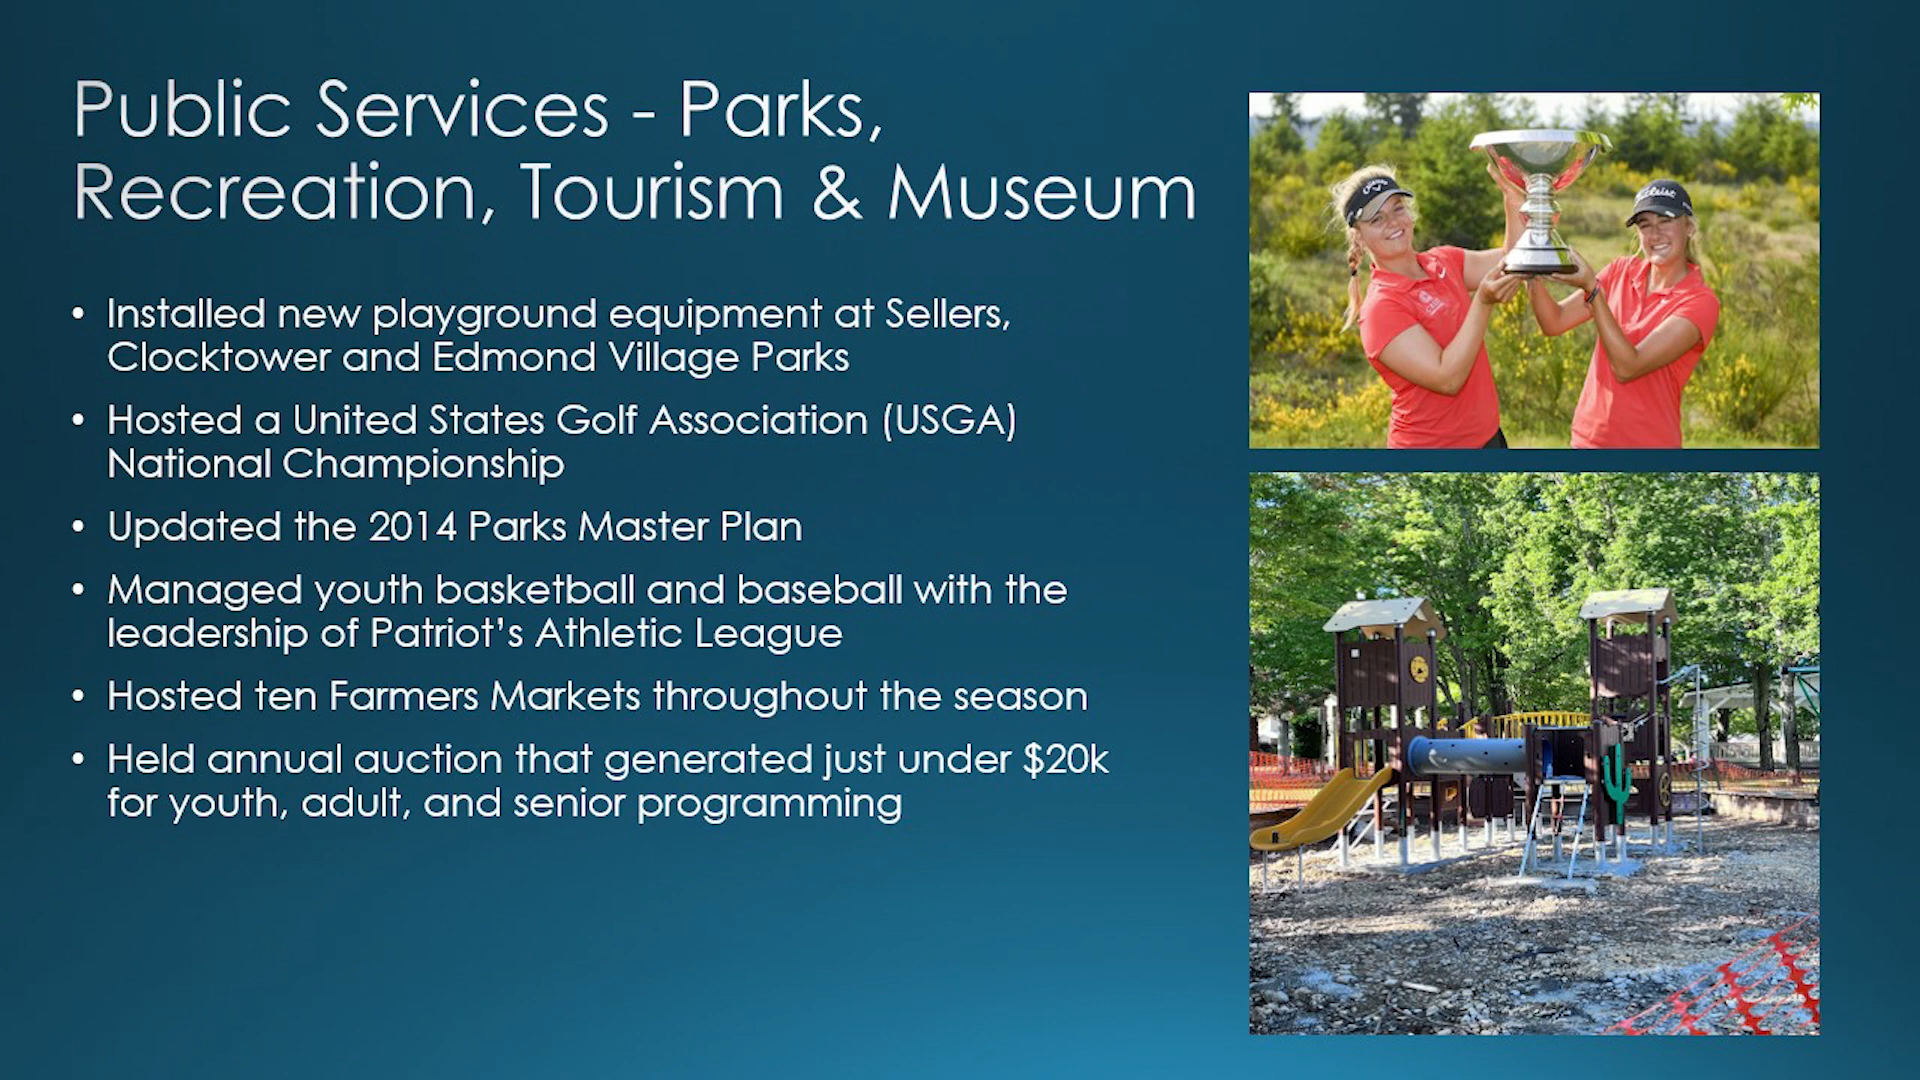 Public Services - Parks,
Recreation, Tourism & Museum
• Installed new playground equipment at Sellers,
Clocktower and Edmond Village Parks
• Hosted a United States Golf Association (USGA)
National Championship
• Updated the 2014 Parks Master Plan
• Managed youth basketball and baseball with the
leadership of Patriot’s Athletic League
• Hosted ten Farmers Markets throughout the season
• Held annual auction that generated just under $20k
for youth, adult, and senior programming
Callaway
Titleist